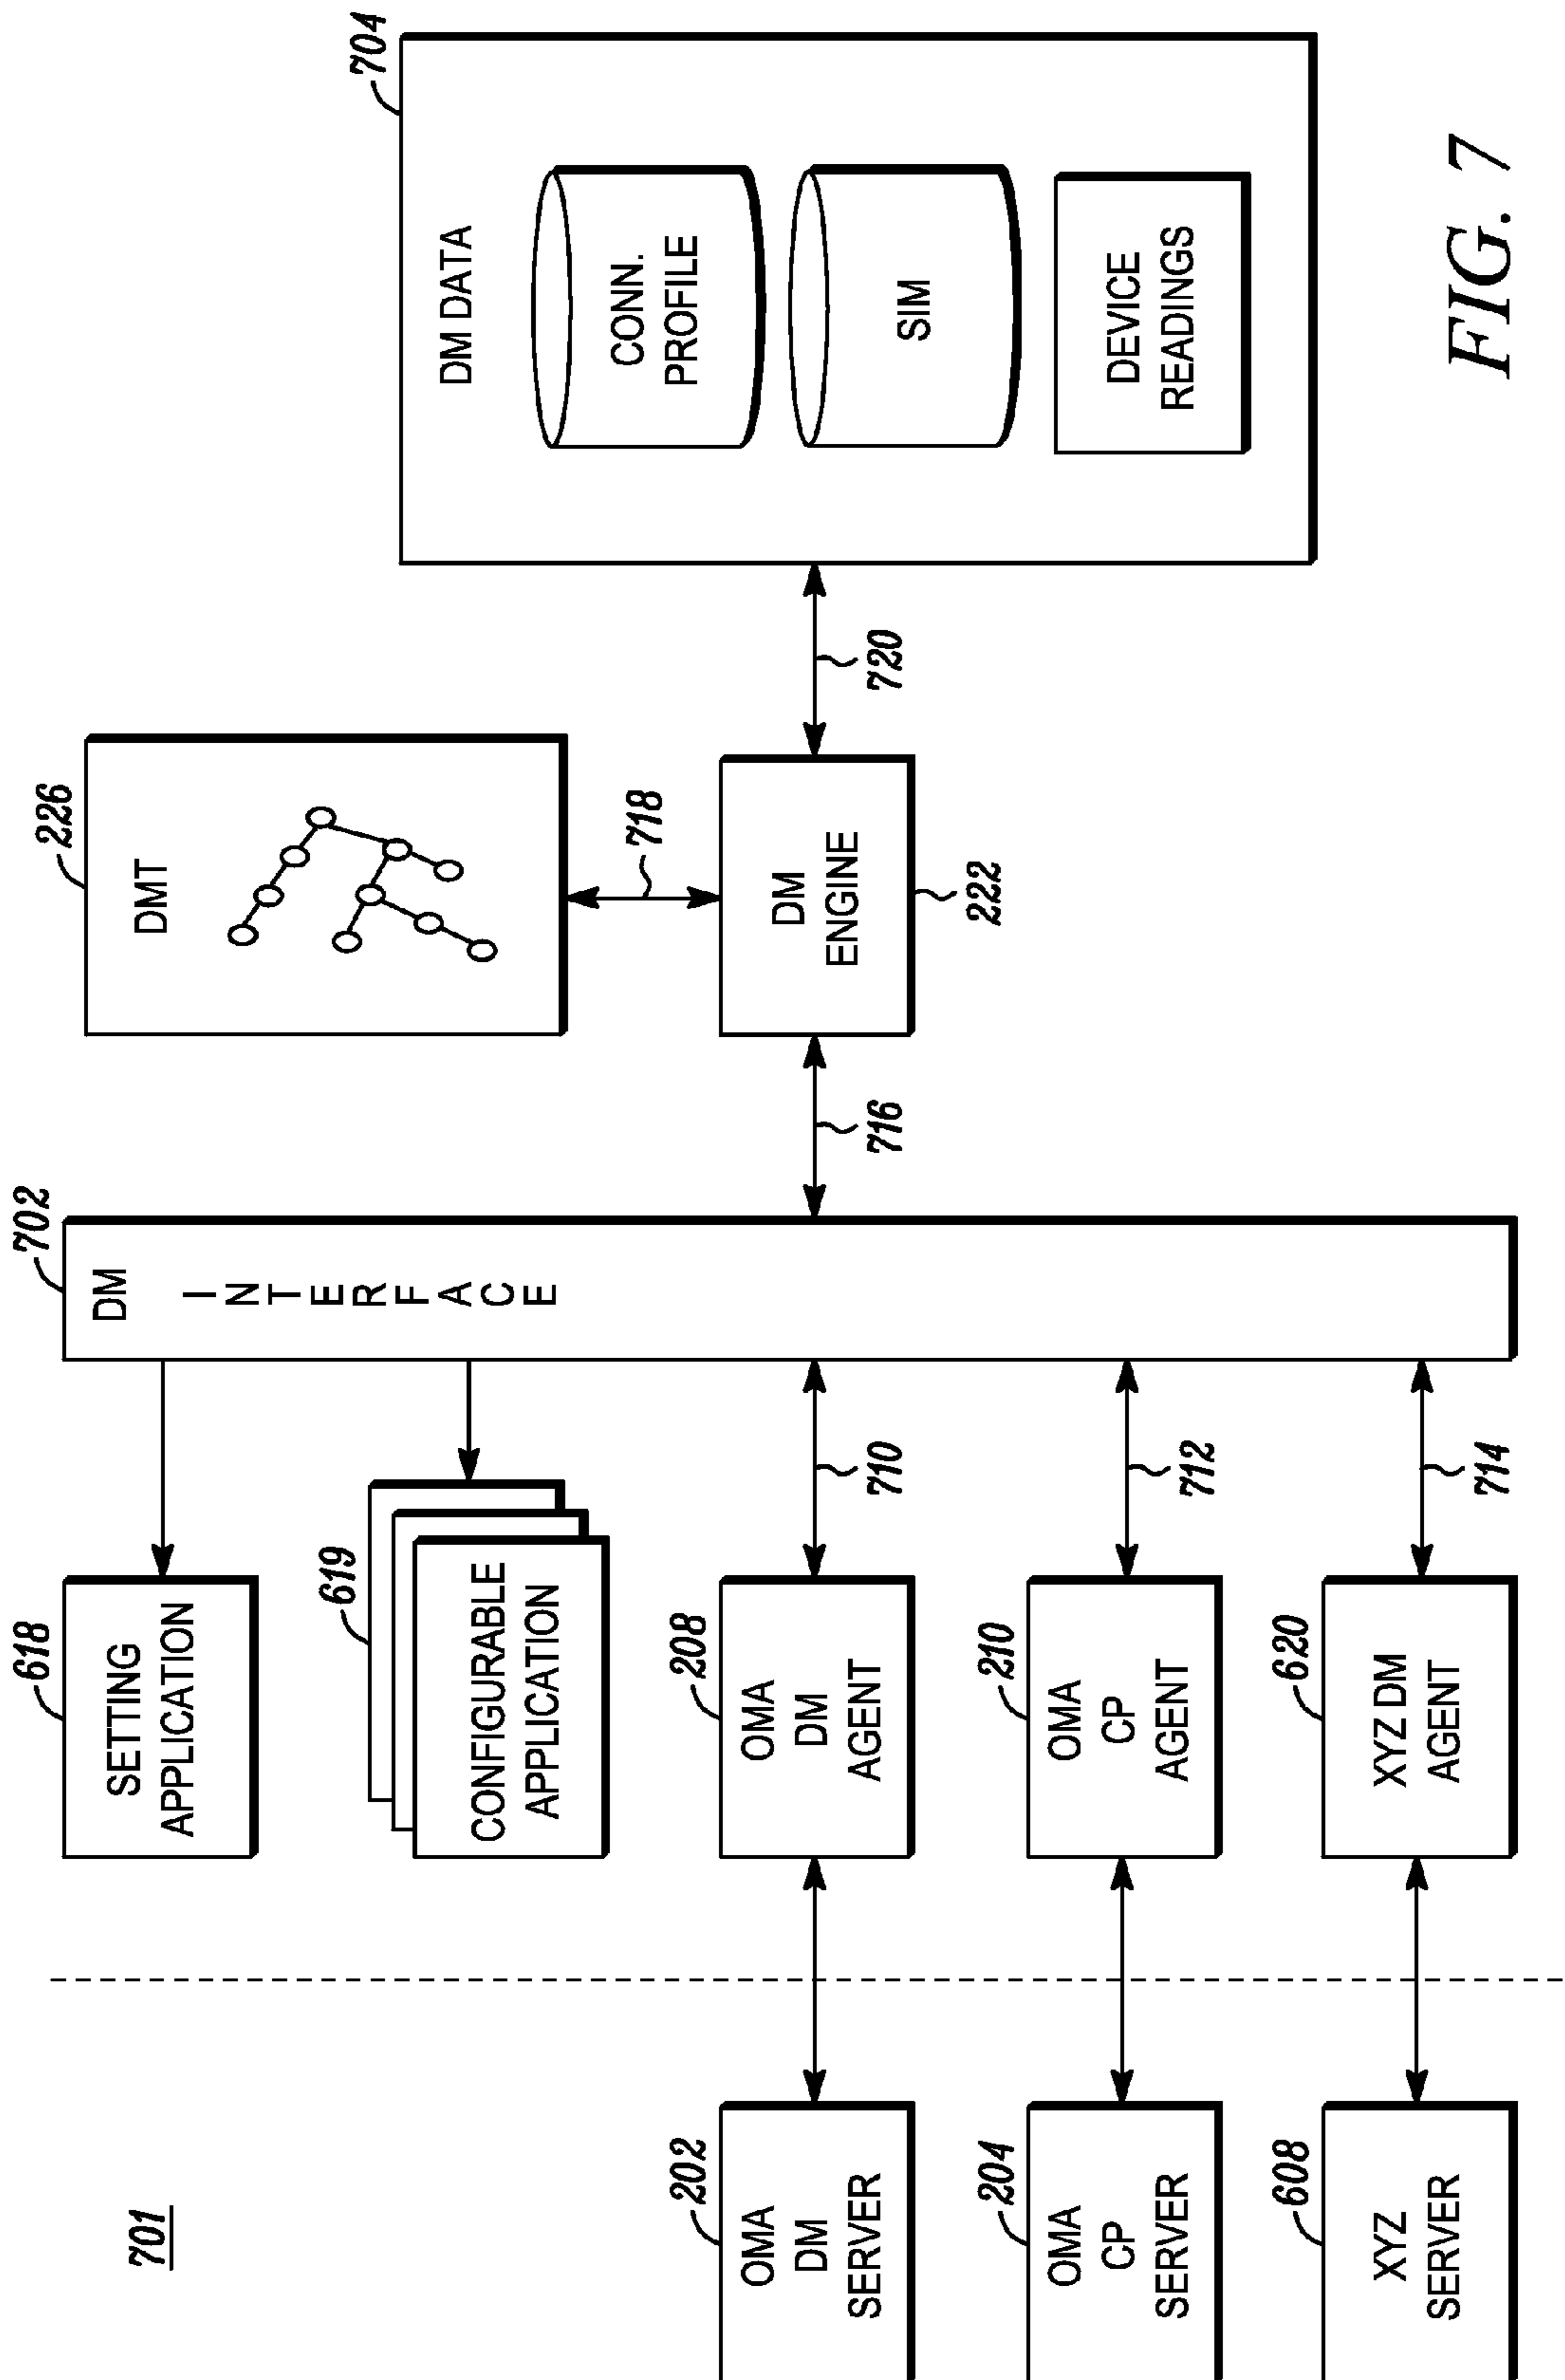 701
202
OMA
DM
SERVER
204
OMA
CP
SERVER
608
XYZ
SERVER
618
SETTING
APPLICATION
619
CONFIGURABLE
APPLICATION
208
OMA
DM
AGENT
210
OMA
CP
AGENT
620
XYZ DM
AGENT
710
712
714
702
DM
INTERFACE
716
226
DMT
718
DM
ENGINE
222
720
704
DM DATA
CONN.
PROFILE
SIM
DEVICE
READINGS
FIG. 7